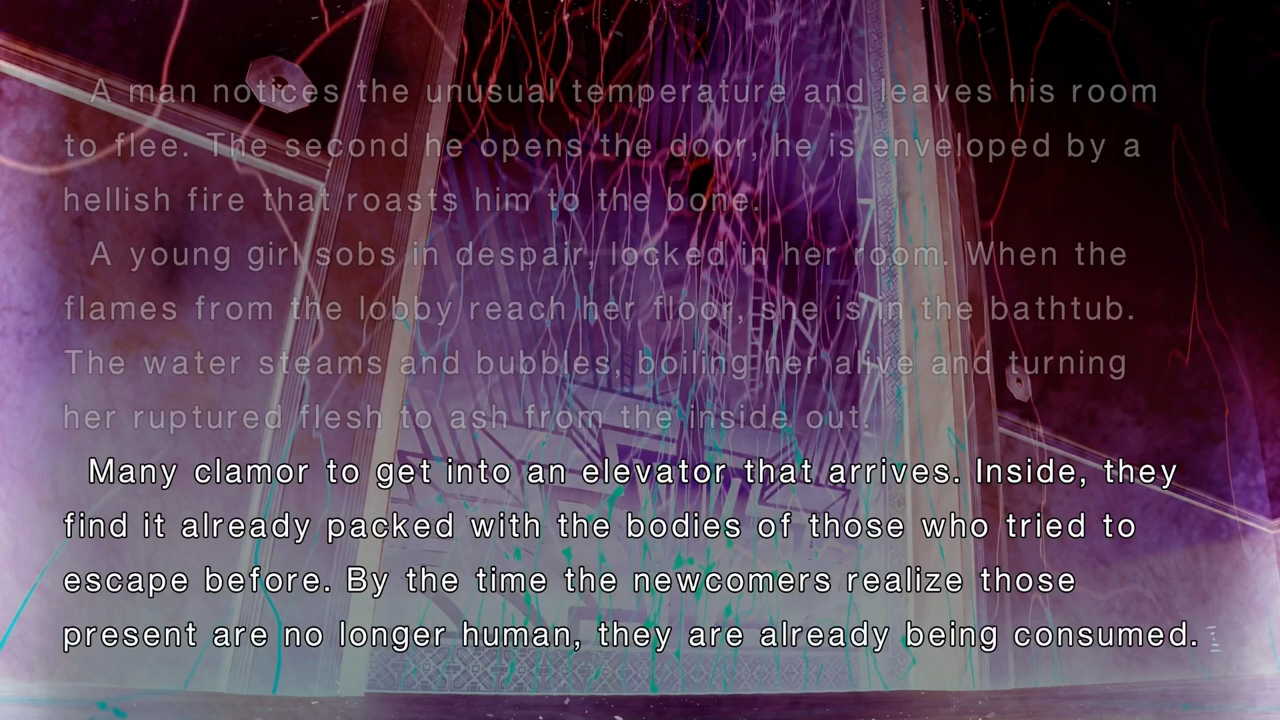 A man notices the unusual temperature and leaves his room
to flee. The second he opens the door, he is enveloped by a
hellish fire that roasts him to the bone.
A young girl sobs in despair, locked in her room. When the
flames from the lobby reach her floor, she is in the bathtub.
The water steams and bubbles, boiling her alive and turning
her ruptured flesh to ash from the inside out.
Many clamor to get into an elevator that arrives. Inside, they
find it already packed with the bodies of those who tried to
escape before. By the time the newcomers realize those
present are no longer human, they are already being consumed.